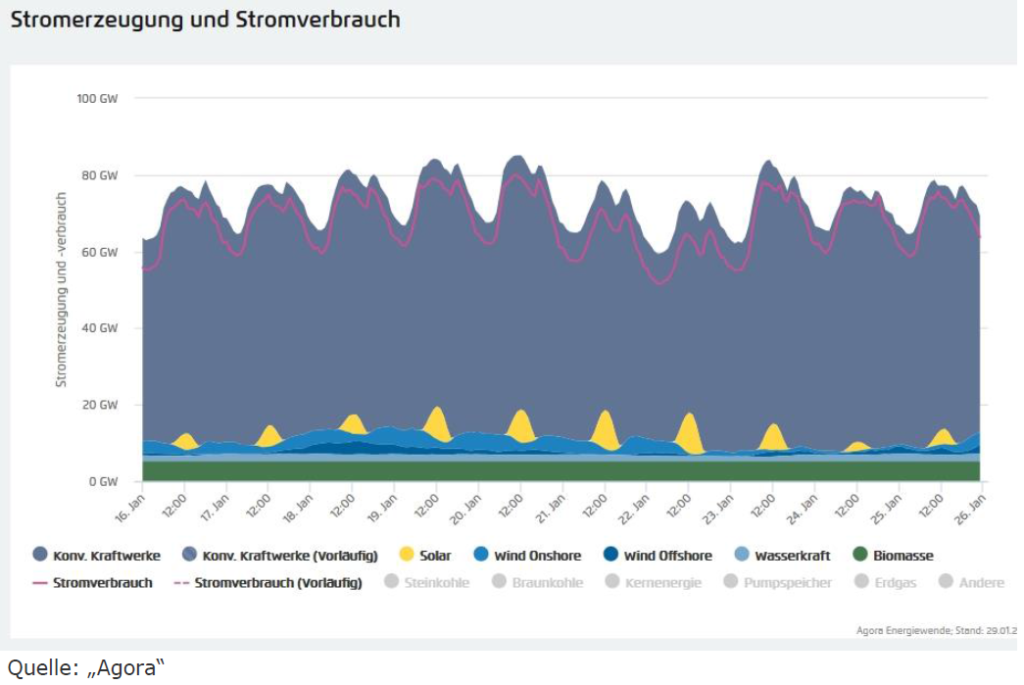 Stromerzeugung und Stromverbrauch
100 GW
80 GW
60 GW
40 GW
20 GW
0 GW
Stromerzeugung und -verbrauch
16. Jan 12:00 17. Jan 12:00 18. Jan 12:00 19. Jan 12:00 20. Jan 12:00 21. Jan 12:00 22. Jan 12:00 23. Jan 12:00 24. Jan 12:00 25. Jan 12:00 26. Jan
Konv. Kraftwerke Konv. Kraftwerke (Vorläufig) Solar Wind Onshore Wind Offshore Wasserkraft Biomasse
Stromverbrauch Stromverbrauch (Vorläufig) Steinkohle Braunkohle Kernenergie Pumpspeicher Erdgas Andere
Agora Energiewende; Stand: 29.01.2
Quelle: „Agora“